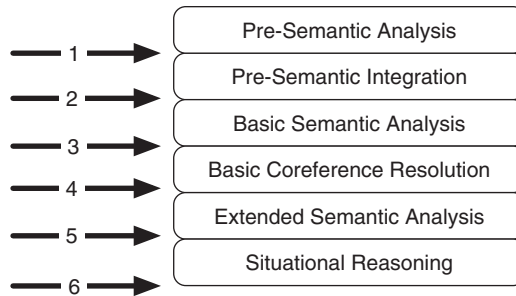 Pre-Semantic Analysis
1
Pre-Semantic Integration
2
Basic Semantic Analysis
3
Basic Coreference Resolution
4
Extended Semantic Analysis
5
Situational Reasoning
6